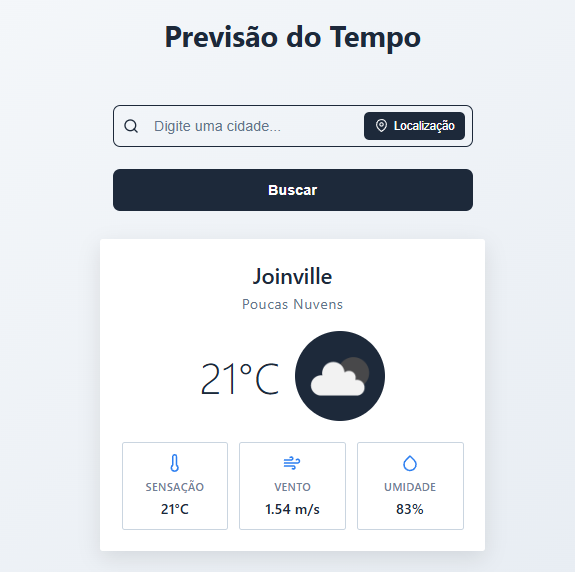 Previsão do Tempo
Digite uma cidade...
Localização
Buscar
Joinville
Poucas Nuvens
21°C
SENSAÇÃO
21°C
VENTO
1.54 m/s
UMIDADE
83%